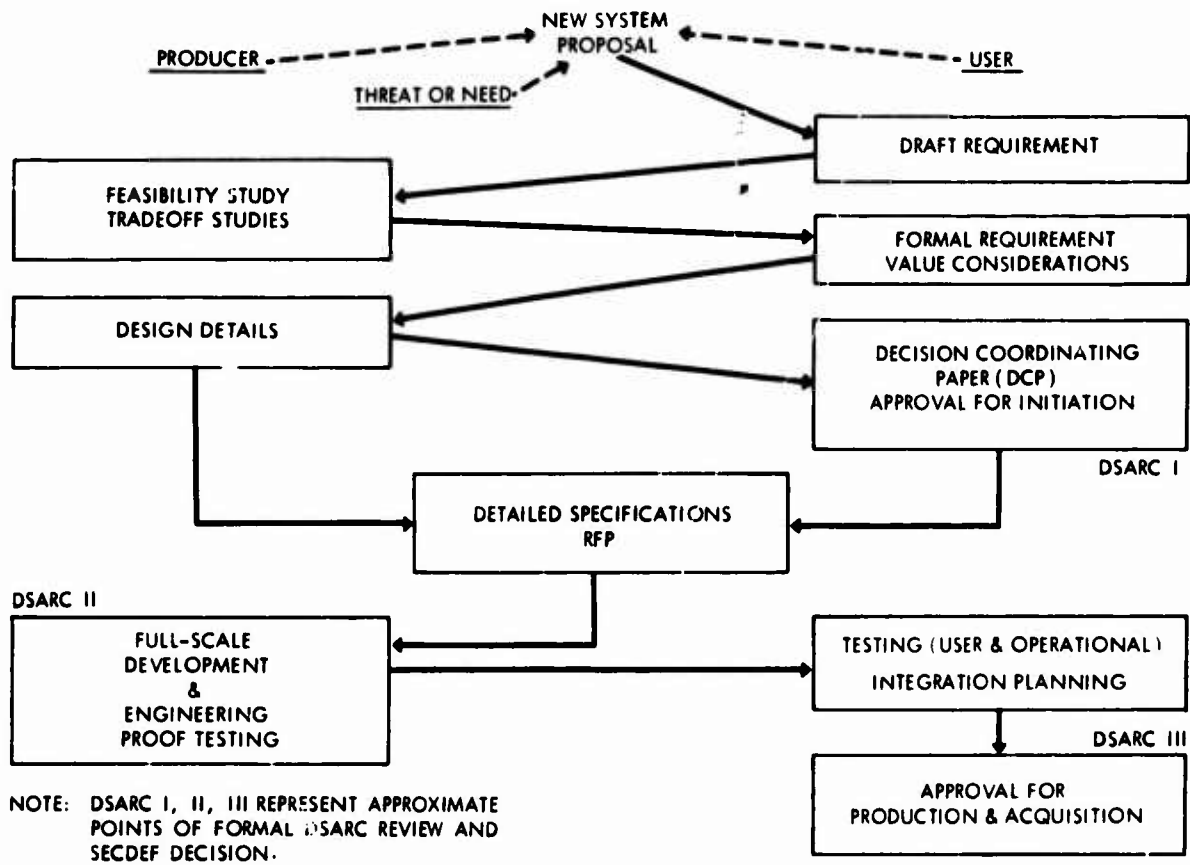 NEW SYSTEM
PROPOSAL
PRODUCER
USER
THREAT OR NEED
DRAFT REQUIREMENT
FEASIBILITY STUDY
TRADEOFF STUDIES
FORMAL REQUIREMENT
VALUE CONSIDERATIONS
DESIGN DETAILS
DECISION COORDINATING
PAPER (DCP)
APPROVAL FOR INITIATION
DSARC I
DETAILED SPECIFICATIONS
RFP
DSARC II
FULL-SCALE
DEVELOPMENT
&
ENGINEERING
PROOF TESTING
TESTING (USER & OPERATIONAL)
INTEGRATION PLANNING
DSARC III
APPROVAL FOR
PRODUCTION & ACQUISITION
NOTE: DSARC I, II, III REPRESENT APPROXIMATE
POINTS OF FORMAL DSARC REVIEW AND
SECDEF DECISION.